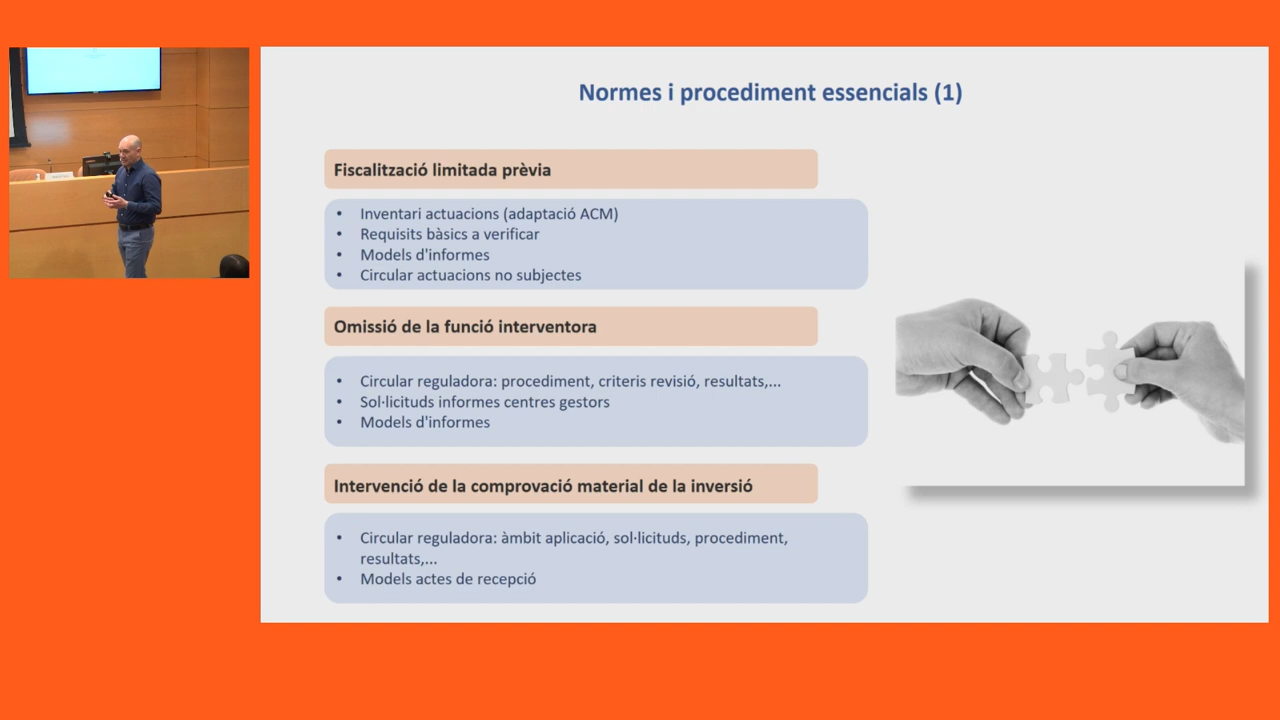 Normes i procediment essencials (1)
Fiscalització limitada prèvia
• Inventari actuacions (adaptació ACM)
• Requisits bàsics a verificar
• Models d'informes
• Circular actuacions no subjectes
Omissió de la funció interventora
• Circular reguladora: procediment, criteris revisió, resultats,...
• Sol·licituds informes centres gestors
• Models d'informes
Intervenció de la comprovació material de la inversió
• Circular reguladora: àmbit aplicació, sol·licituds, procediment,
resultats,...
• Models actes de recepció